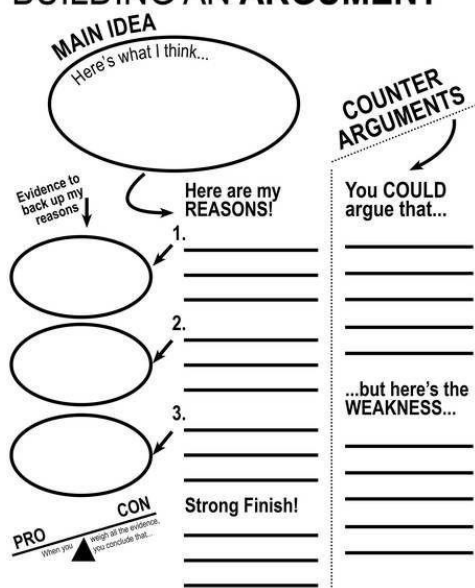 BUILDING AN ARGUMENT
MAIN IDEA
Here's what I think...
COUNTER
ARGUMENTS
Evidence to
back up my
reasons
Here are my
REASONS!
You COULD
argue that...
1.
2.
3.
...but here's the
WEAKNESS...
Strong Finish!
PRO
CON
When you weigh all the evidence,
you conclude that...